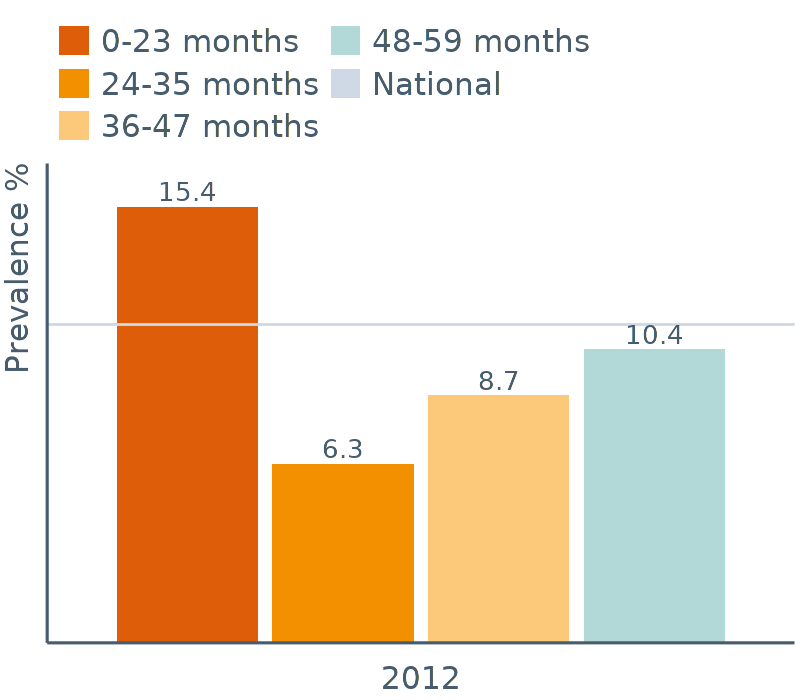 0-23 months
24-35 months
36-47 months
48-59 months
National
Prevalence %
15.4
6.3
8.7
10.4
2012